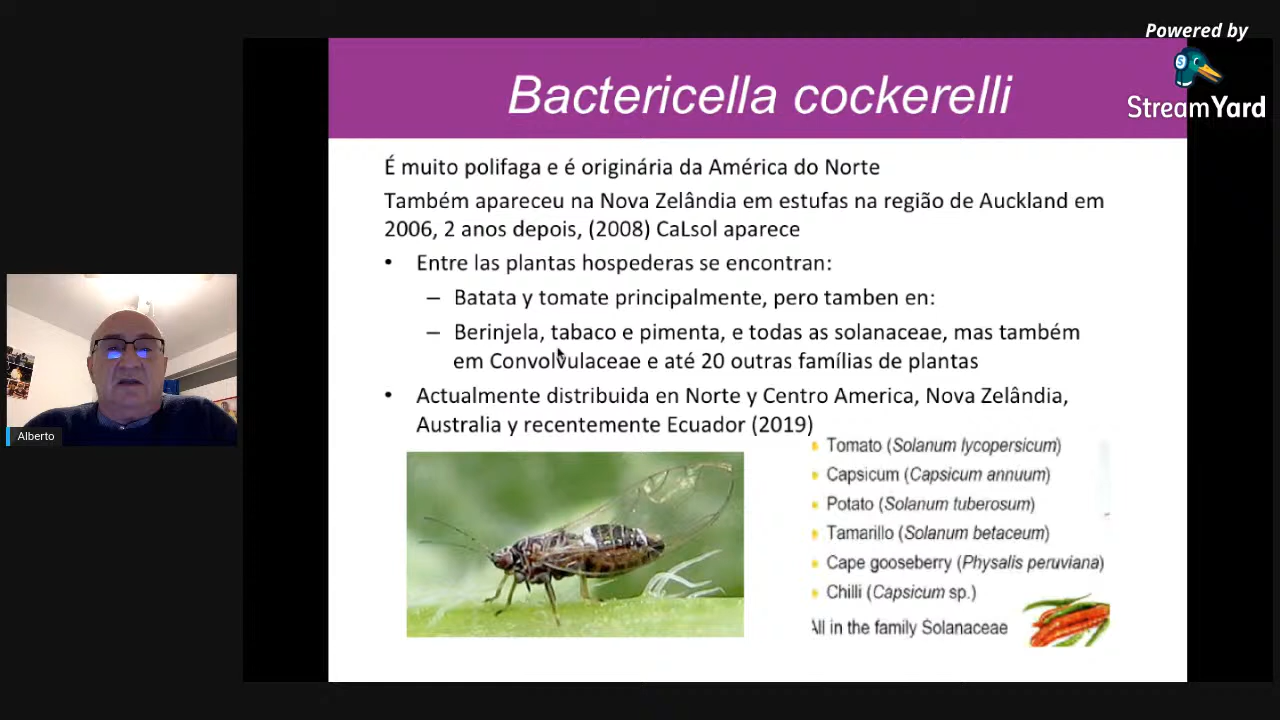 Powered by
StreamYard
Bactericella cockerelli
É muito polifaga e é originária da América do Norte
Também apareceu na Nova Zelândia em estufas na região de Auckland em
2006, 2 anos depois, (2008) CaLsol aparece
• Entre las plantas hospederas se encontran:
– Batata y tomate principalmente, pero tamben en:
– Berinjela, tabaco e pimenta, e todas as solanaceae, mas também
em Convolvulaceae e até 20 outras famílias de plantas
• Actualmente distribuida en Norte y Centro America, Nova Zelândia,
Australia y recentemente Ecuador (2019)
Tomato (Solanum lycopersicum)
Capsicum (Capsicum annuum)
Potato (Solanum tuberosum)
Tamarillo (Solanum betaceum)
Cape gooseberry (Physalis peruviana)
Chilli (Capsicum sp.)
All in the family Solanaceae
Alberto